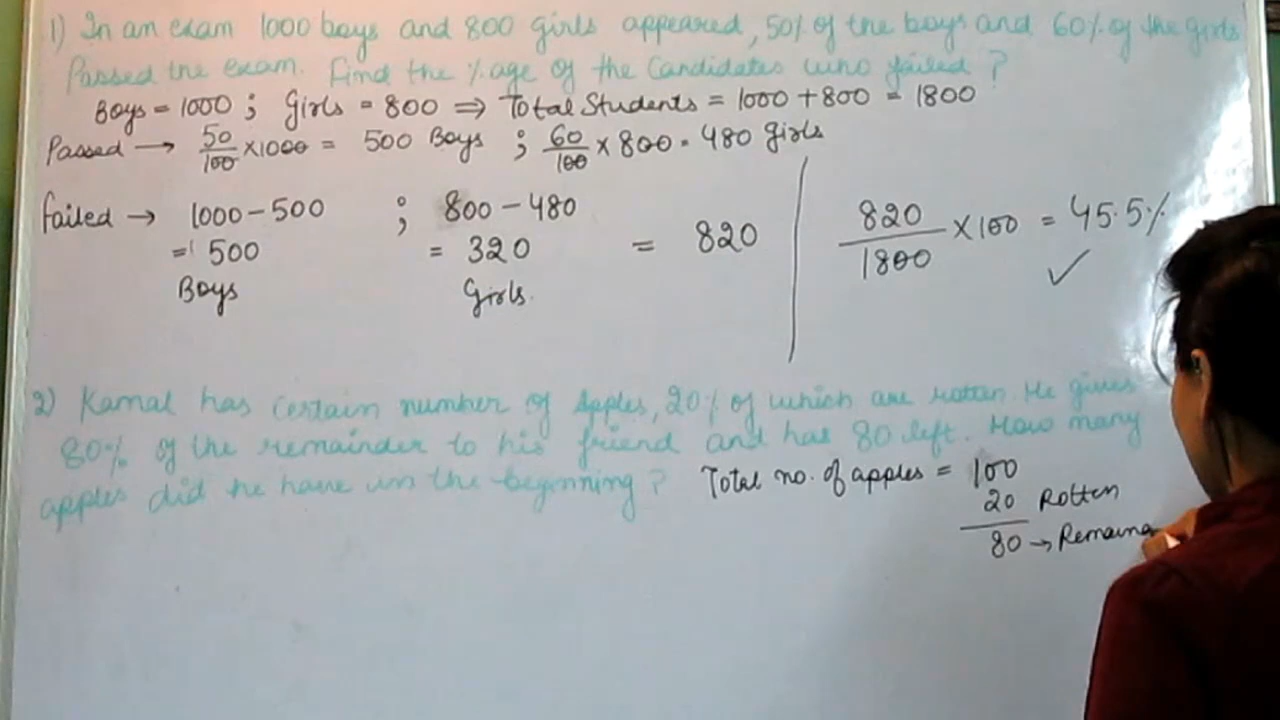 1) In an exam 1000 boys and 800 girls appeared, 50% of the boys and 60% of the girls
Passed the exam. Find the %age of the Candidates who failed?
Boys = 1000 ; Girls = 800 ⇒ Total Students = 1000 + 800 = 1800
Passed → 50/100 × 1000 = 500 Boys ; 60/100 × 800 = 480 girls
failed → 1000 - 500 ; 800 - 480
= 500 = 320 = 820
Boys Girls.
820/1800 × 100 = 45.5%
✓
2) Kamal has certain number of Apples, 20% of which are rotten. He gives
80% of the remainder to his friend and has 80 left. How many
apples did he have in the beginning? Total no. of apples = 100
20 Rotten
80 → Remaina